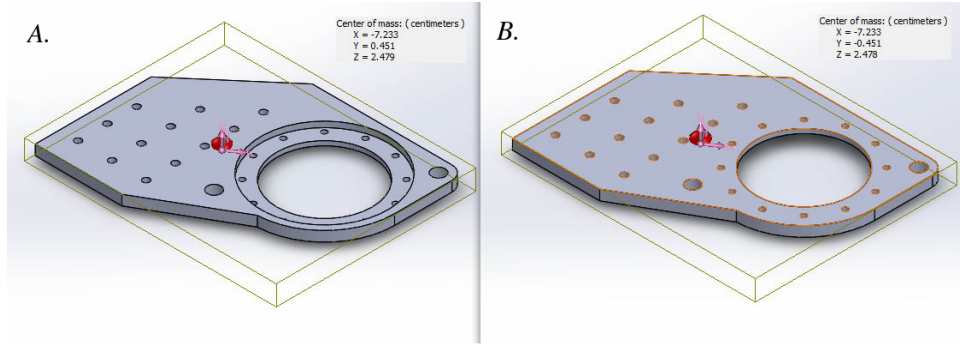 A.
Center of mass: ( centimeters )
X = -7.233
Y = 0.451
Z = 2.479
B.
Center of mass: ( centimeters )
X = -7.233
Y = -0.451
Z = 2.478